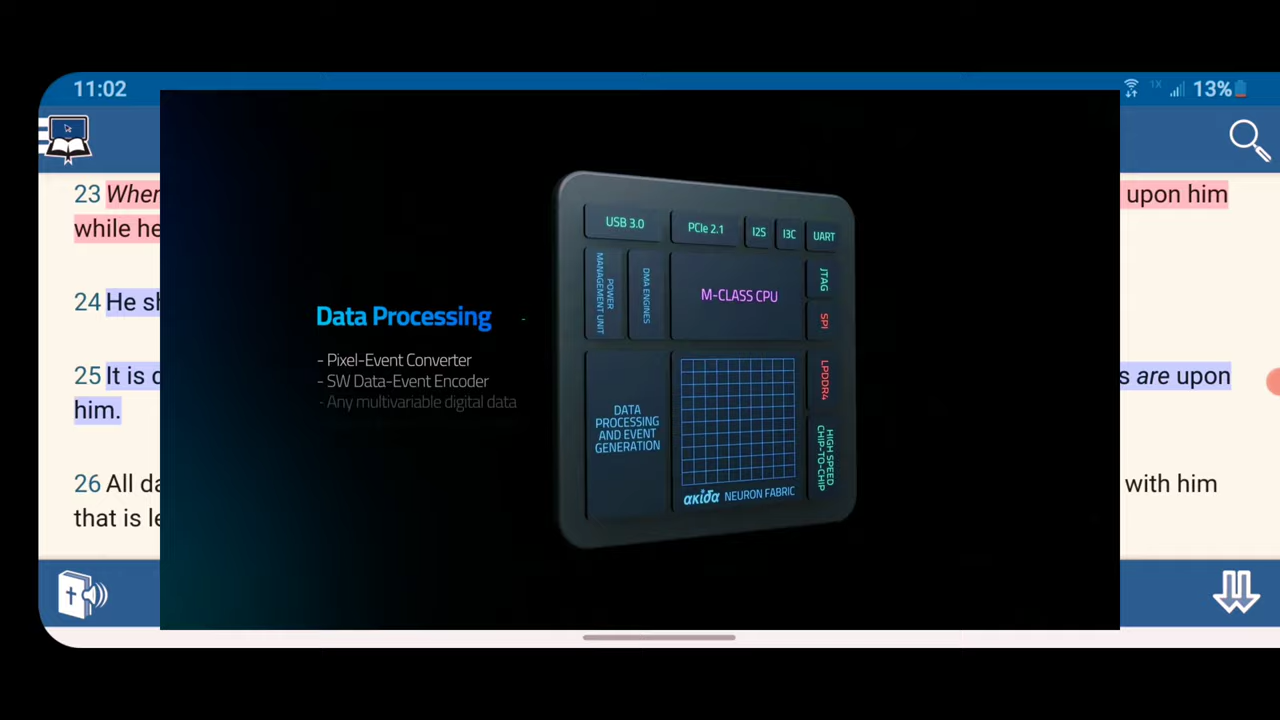 11:02
1X
13%
23 When
upon him
while he
24 He sh
25 It is
s are upon
him.
26 All da
with him
that is le
Data Processing
- Pixel-Event Converter
- SW Data-Event Encoder
- Any multivariable digital data
USB 3.0
PCIe 2.1
I2S
I3C
UART
POWER
MANAGEMENT UNIT
DMA ENGINES
M-CLASS CPU
JTAG
SPI
LPDDR4
DATA
PROCESSING
AND EVENT
GENERATION
HIGH SPEED
CHIP-TO-CHIP
akida NEURON FABRIC